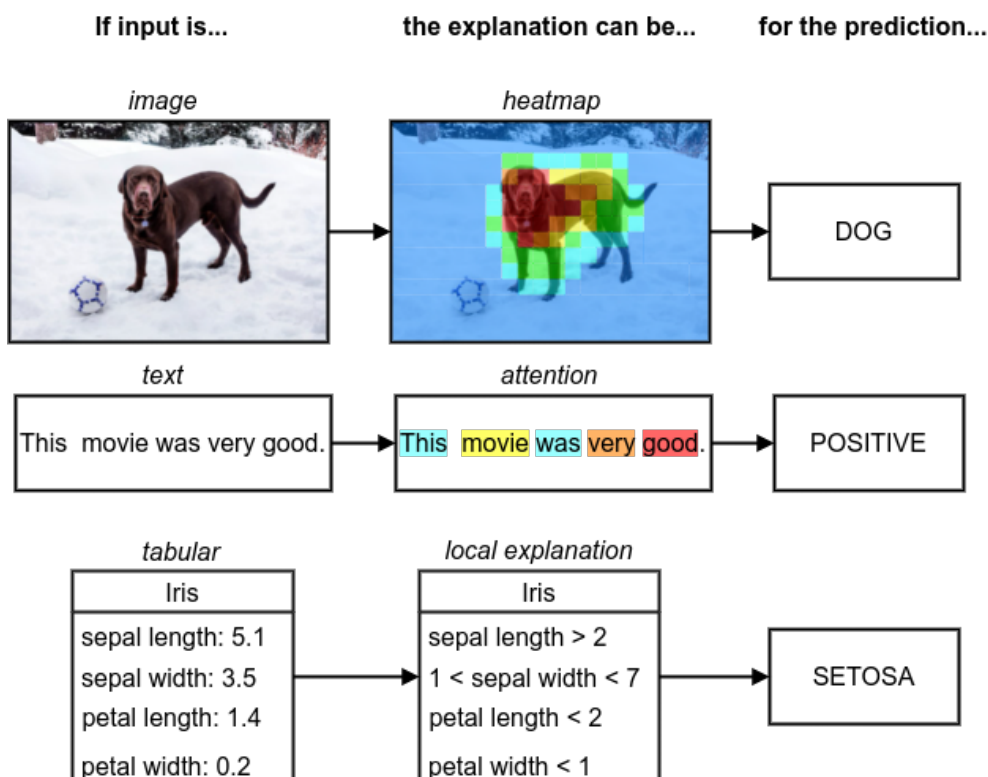 If input is... the explanation can be... for the prediction...
image heatmap
DOG
text attention
This movie was very good. This movie was very good. POSITIVE
tabular local explanation
Iris Iris
sepal length: 5.1 sepal length > 2
sepal width: 3.5 1 < sepal width < 7 SETOSA
petal length: 1.4 petal length < 2
petal width: 0.2 petal width < 1